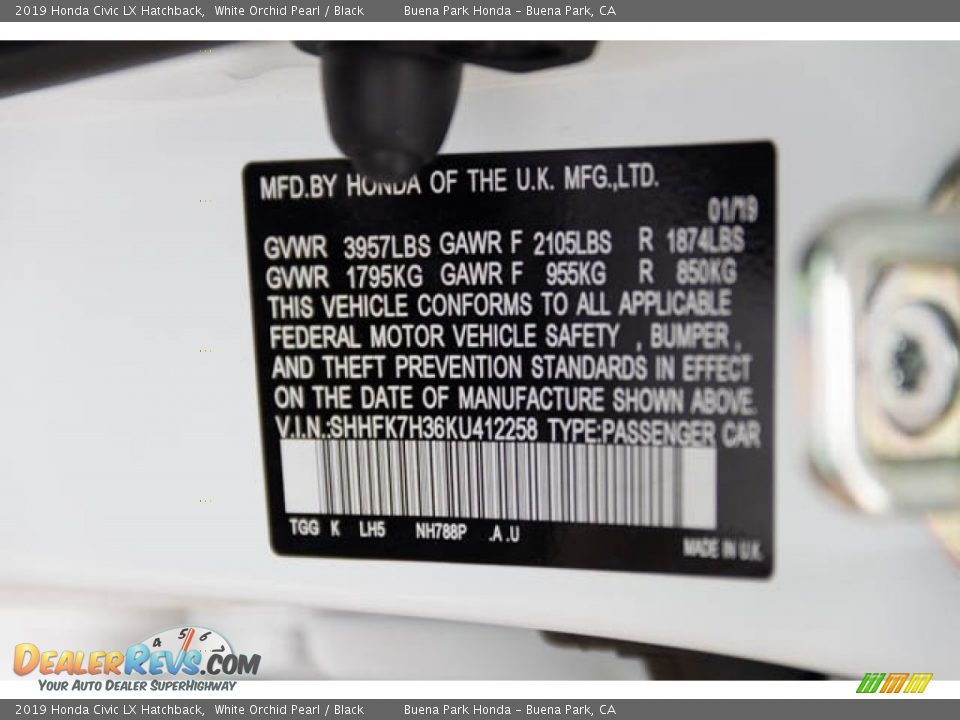 2019 Honda Civic LX Hatchback, White Orchid Pearl / Black Buena Park Honda - Buena Park, CA
MFD.BY HONDA OF THE U.K. MFG.,LTD.
01/19
GVWR 3957LBS GAWR F 2105LBS R 1874LBS
GVWR 1795KG GAWR F 955KG R 850KG
THIS VEHICLE CONFORMS TO ALL APPLICABLE
FEDERAL MOTOR VEHICLE SAFETY , BUMPER ,
AND THEFT PREVENTION STANDARDS IN EFFECT
ON THE DATE OF MANUFACTURE SHOWN ABOVE.
V.I.N.:SHHFK7H36KU412258 TYPE:PASSENGER CAR
TGG K LH5 NH788P .A .U
MADE IN U.K.
4 5 6 7
DEALERREVS.COM
YOUR AUTO DEALER SUPERHIGHWAY
2019 Honda Civic LX Hatchback, White Orchid Pearl / Black Buena Park Honda - Buena Park, CA